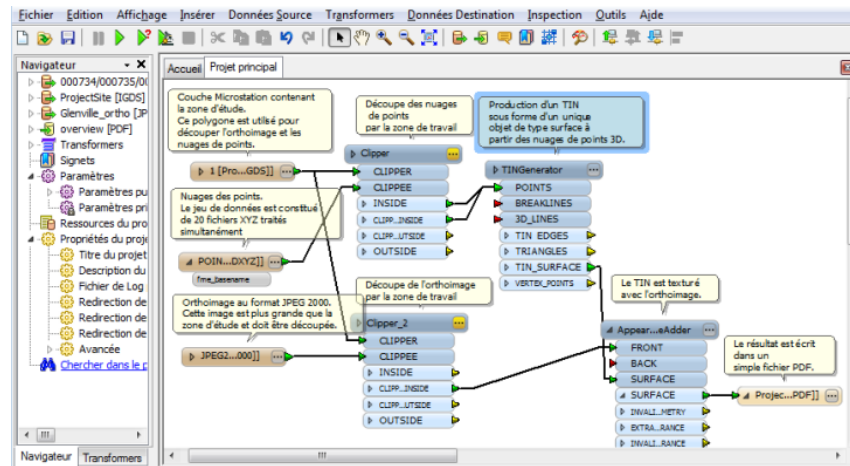 Fichier Edition Affichage Insérer Données Source Transformers Données Destination Inspection Outils Aide
Navigateur
000734/000735/0(
ProjectSite [IGDS]
Glenville_ortho [JP
overview [PDF]
Transformers
Signets
Paramètres
Paramètres pu
Paramètres pri
Ressources du pro
Propriétés du proje
Titre du projet
Description du
Fichier de Log
Redirection de
Redirection de
Redirection de
Avancée
Chercher dans le p
Navigateur Transformers
Accueil Projet principal
Couche Microstation contenant
la zone d'étude.
Ce polygone est utilisé pour
découper l'orthoimage et les
nuages de points.
1 [Pro...GDS]]
Nuages des points.
Le jeu de données est constitué
de 20 fichiers XYZ traités
simultanément
POIN...DXYZ]]
fme_basename
Orthoimage au format JPEG 2000.
Cette image est plus grande que la
zone d'étude et doit être découpée.
JPEG2...000]]
Découpe des nuages
de points
par la zone de travail
Clipper
CLIPPER
CLIPPEE
INSIDE
CLIPP...INSIDE
CLIPP...UTSIDE
OUTSIDE
Découpe de l'orthoimage
par la zone de travail
Clipper_2
CLIPPER
CLIPPEE
INSIDE
CLIPP...INSIDE
CLIPP...UTSIDE
OUTSIDE
Production d'un TIN
sous forme d'un unique
objet de type surface à
partir des nuages de points 3D.
TINGenerator
POINTS
BREAKLINES
3D_LINES
TIN EDGES
TRIANGLES
TIN_SURFACE
VERTEX_POINTS
Le TIN est texturé
avec l'orthoimage.
Appear...eAdder
FRONT
BACK
SURFACE
SURFACE
INVALI...METRY
EXTRA...RANCE
INVALI...RANCE
Le résultat est écrit
dans un
simple fichier PDF.
Projec...PDF]]